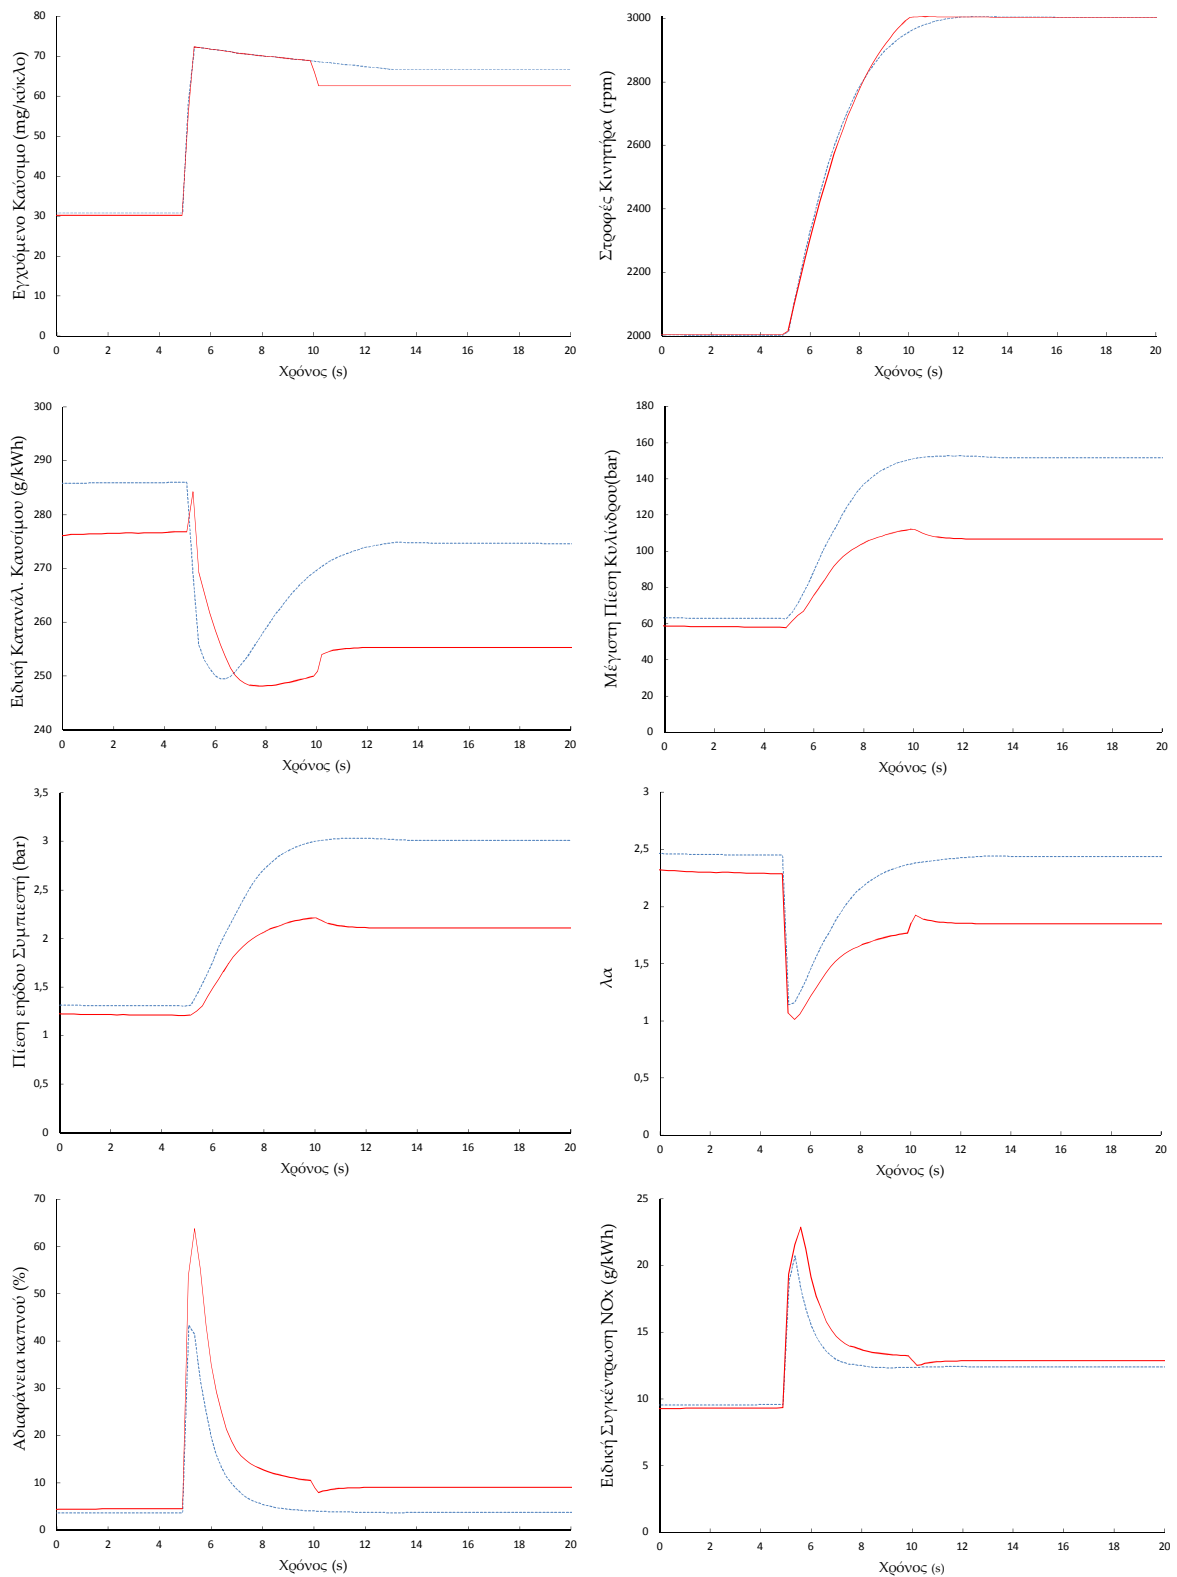 Εγχυόμενο Καύσιμο (mg/κύκλο)
80
70
60
50
40
30
20
10
0
0 2 4 6 8 10 12 14 16 18 20
Χρόνος (s)
Στροφές Κινητήρα (rpm)
3000
2800
2600
2400
2200
2000
0 2 4 6 8 10 12 14 16 18 20
Χρόνος (s)
Ειδική Κατανάλ. Καυσίμου (g/kWh)
300
290
280
270
260
250
240
0 2 4 6 8 10 12 14 16 18 20
Χρόνος (s)
Μέγιστη Πίεση Κυλίνδρου(bar)
180
160
140
120
100
80
60
40
20
0
0 2 4 6 8 10 12 14 16 18 20
Χρόνος (s)
Πίεση εηόδου Συμπιεστή (bar)
3,5
3
2,5
2
1,5
1
0,5
0
0 2 4 6 8 10 12 14 16 18 20
Χρόνος (s)
λα
3
2,5
2
1,5
1
0,5
0
0 2 4 6 8 10 12 14 16 18 20
Χρόνος (s)
Αδιαφάνεια καπνού (%)
70
60
50
40
30
20
10
0
0 2 4 6 8 10 12 14 16 18 20
Χρόνος (s)
Ειδική Συγκέντρωση NOx (g/kWh)
25
20
15
10
5
0
0 2 4 6 8 10 12 14 16 18 20
Χρόνος (s)